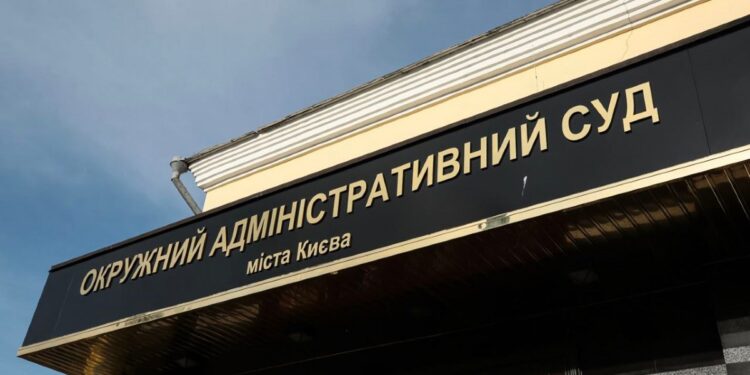 ОКРУЖНИЙ АДМІНІСТРАТИВНИЙ СУД
міста Києва